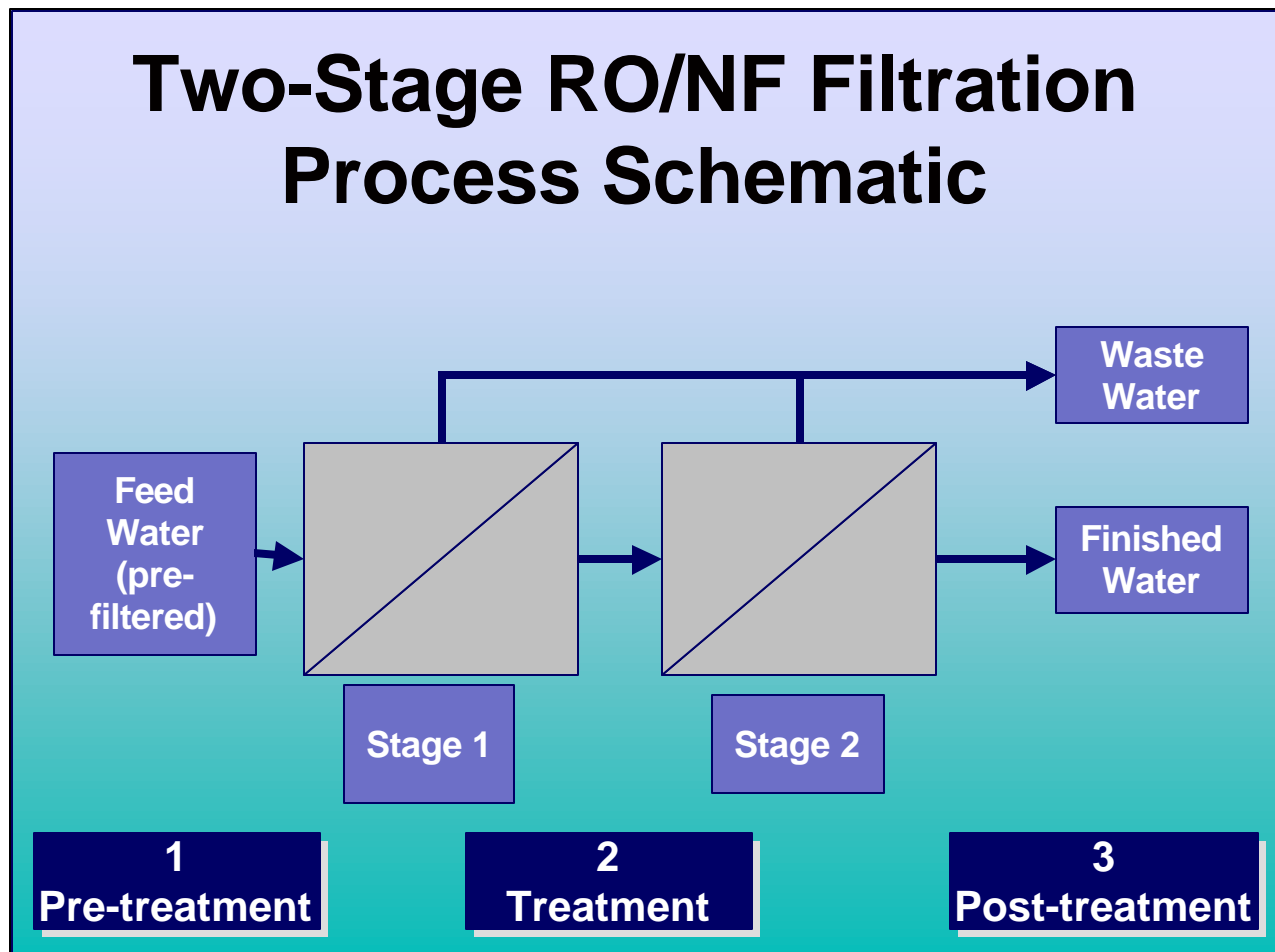 Two-Stage RO/NF Filtration
Process Schematic
Waste
Water
Feed
Water
(pre-
filtered)
Finished
Water
Stage 1
Stage 2
1
Pre-treatment
2
Treatment
3
Post-treatment